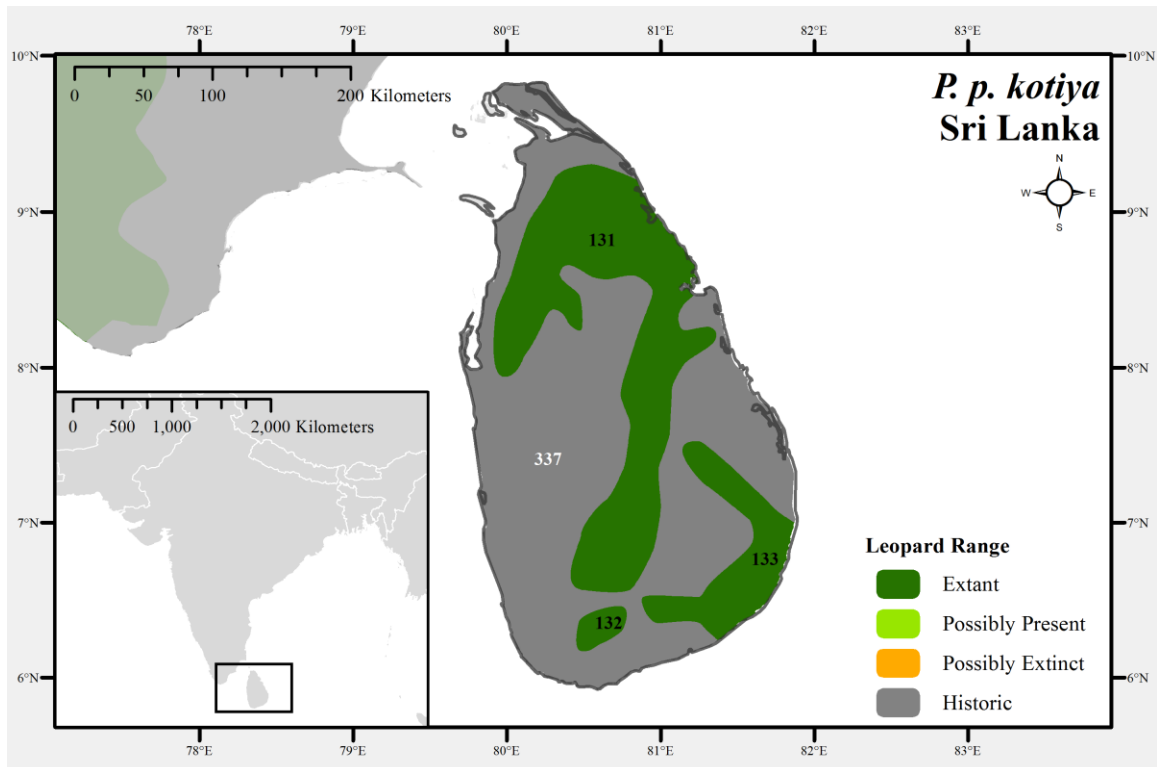 78°E 79°E 80°E 81°E 82°E 83°E
10°N 10°N
0 50 100 200 Kilometers
P. p. kotiya
Sri Lanka
N
W E
S
9°N 9°N
131
8°N 8°N
0 500 1,000 2,000 Kilometers
337
7°N 7°N
133
132
Leopard Range
Extant
Possibly Present
Possibly Extinct
Historic
6°N 6°N
78°E 79°E 80°E 81°E 82°E 83°E